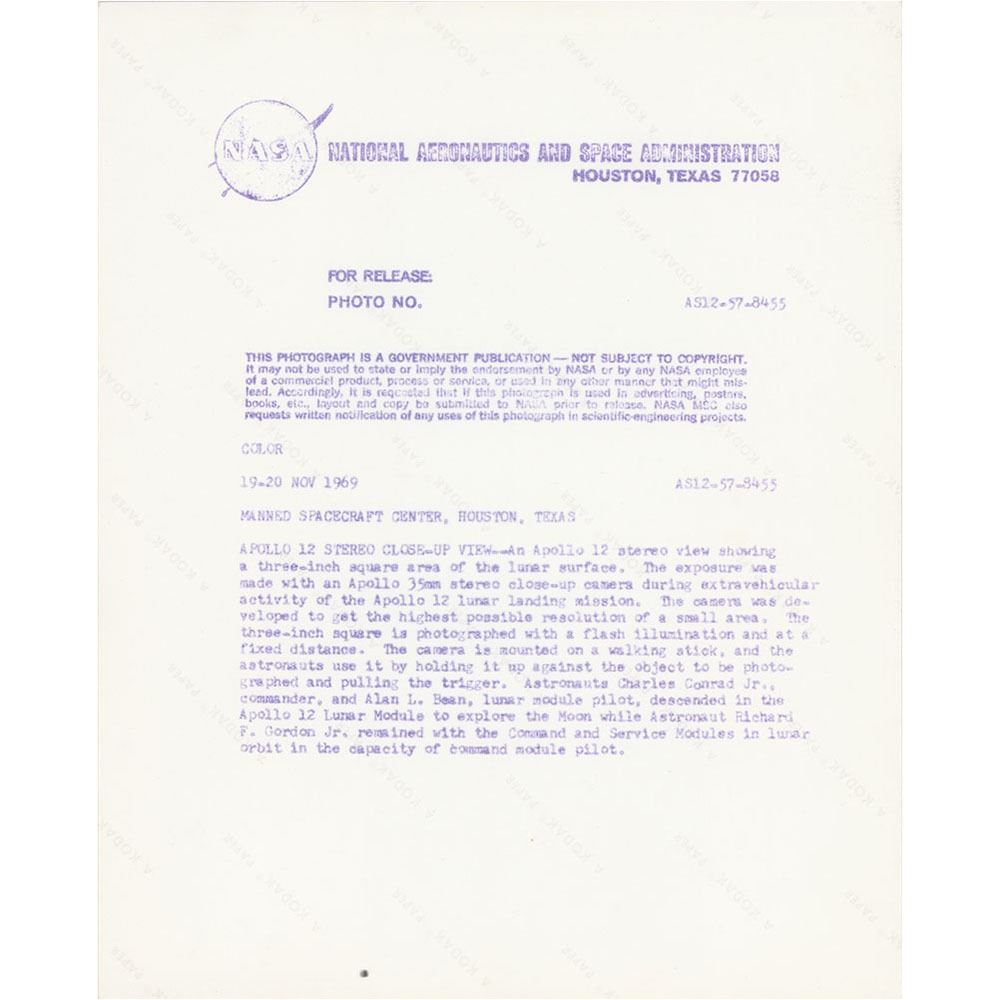 NASA
NATIONAL AERONAUTICS AND SPACE ADMINISTRATION
HOUSTON, TEXAS 77058
FOR RELEASE:
PHOTO NO.
AS12-57-8455
THIS PHOTOGRAPH IS A GOVERNMENT PUBLICATION — NOT SUBJECT TO COPYRIGHT.
It may not be used to state or imply the endorsement by NASA or by any NASA employee
of a commercial product, process or service, or used in any other manner that might mis-
lead. Accordingly, it is requested that if this photograph is used in advertising, posters,
books, etc., layout and copy be submitted to NASA prior to release. NASA MSC also
requests written notification of any uses of this photograph in scientific-engineering projects.
COLOR
19-20 NOV 1969
AS12-57-8455
MANNED SPACECRAFT CENTER, HOUSTON, TEXAS
APOLLO 12 STEREO CLOSE-UP VIEW--An Apollo 12 stereo view showing
a three-inch square area of the lunar surface. The exposure was
made with an Apollo 35mm stereo close-up camera during extravehicular
activity of the Apollo 12 lunar landing mission. The camera was de-
veloped to get the highest possible resolution of a small area. The
three-inch square is photographed with a flash illumination and at a
fixed distance. The camera is mounted on a walking stick, and the
astronauts use it by holding it up against the object to be photo-
graphed and pulling the trigger. Astronauts Charles Conrad Jr.,
commander, and Alan L. Bean, lunar module pilot, descended in the
Apollo 12 Lunar Module to explore the Moon while Astronaut Richard
F. Gordon Jr. remained with the Command and Service Modules in lunar
orbit in the capacity of command module pilot.
A KODAK® PAPER